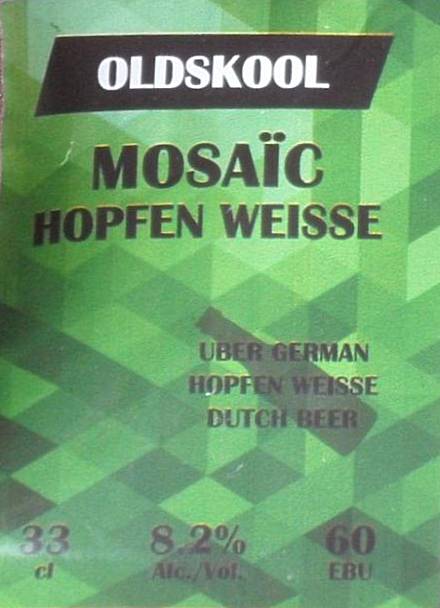 OLDSKOOL
MOSAÏC
HOPFEN WEISSE
UBER GERMAN
HOPFEN WEISSE
DUTCH BEER
33 8.2% 60
cl Alc./Vol. EBU